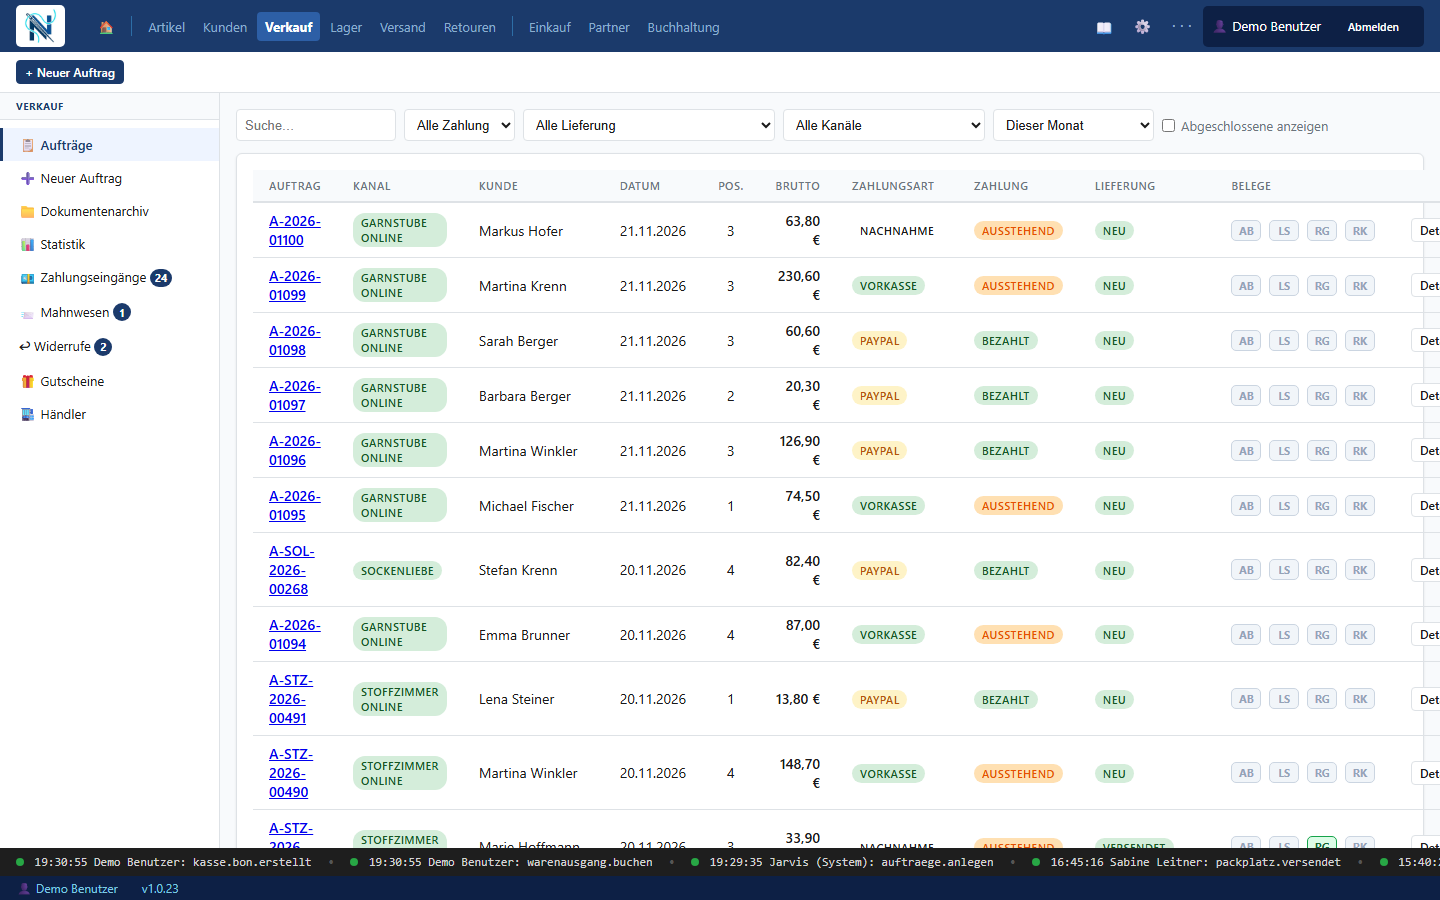 N
Artikel Kunden Verkauf Lager Versand Retouren Einkauf Partner Buchhaltung
Demo Benutzer Abmelden
+ Neuer Auftrag
VERKAUF
Aufträge
Neuer Auftrag
Dokumentenarchiv
Statistik
Zahlungseingänge 24
Mahnwesen 1
Widerrufe 2
Gutscheine
Händler
Suche... Alle Zahlung Alle Lieferung Alle Kanäle Dieser Monat Abgeschlossene anzeigen
AUFTRAG KANAL KUNDE DATUM POS. BRUTTO ZAHLUNGSART ZAHLUNG LIEFERUNG BELEGE
A-2026-01100 GARNSTUBE ONLINE Markus Hofer 21.11.2026 3 63,80 € NACHNAHME AUSSTEHEND NEU AB LS RG RK Det
A-2026-01099 GARNSTUBE ONLINE Martina Krenn 21.11.2026 3 230,60 € VORKASSE AUSSTEHEND NEU AB LS RG RK Det
A-2026-01098 GARNSTUBE ONLINE Sarah Berger 21.11.2026 3 60,60 € PAYPAL BEZAHLT NEU AB LS RG RK Det
A-2026-01097 GARNSTUBE ONLINE Barbara Berger 21.11.2026 2 20,30 € PAYPAL BEZAHLT NEU AB LS RG RK Det
A-2026-01096 GARNSTUBE ONLINE Martina Winkler 21.11.2026 3 126,90 € PAYPAL BEZAHLT NEU AB LS RG RK Det
A-2026-01095 GARNSTUBE ONLINE Michael Fischer 21.11.2026 1 74,50 € VORKASSE AUSSTEHEND NEU AB LS RG RK Det
A-SOL-2026-00268 SOCKENLIEBE Stefan Krenn 20.11.2026 4 82,40 € PAYPAL BEZAHLT NEU AB LS RG RK Det
A-2026-01094 GARNSTUBE ONLINE Emma Brunner 20.11.2026 4 87,00 € VORKASSE AUSSTEHEND NEU AB LS RG RK Det
A-STZ-2026-00491 STOFFZIMMER ONLINE Lena Steiner 20.11.2026 1 13,80 € PAYPAL BEZAHLT NEU AB LS RG RK Det
A-STZ-2026-00490 STOFFZIMMER ONLINE Martina Winkler 20.11.2026 4 148,70 € VORKASSE AUSSTEHEND NEU AB LS RG RK Det
A-STZ- STOFFZIMMER Marie Hoffmann 20.11.2026 3 33,90 NACHNAHME AUSSTEHEND VERSENDET AB LS RG RK Det
19:30:55 Demo Benutzer: kasse.bon.erstellt • 19:30:55 Demo Benutzer: warenausgang.buchen • 19:29:35 Jarvis (System): auftraege.anlegen • 16:45:16 Sabine Leitner: packplatz.versendet • 15:40:
Demo Benutzer v1.0.23